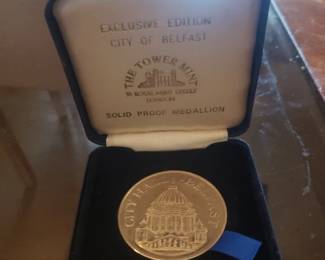 EXCLUSIVE EDITION
CITY OF BELFAST
THE TOWER MINT
LONDON
SOLID PROOF MEDALLION
CITY HALL BELFAST